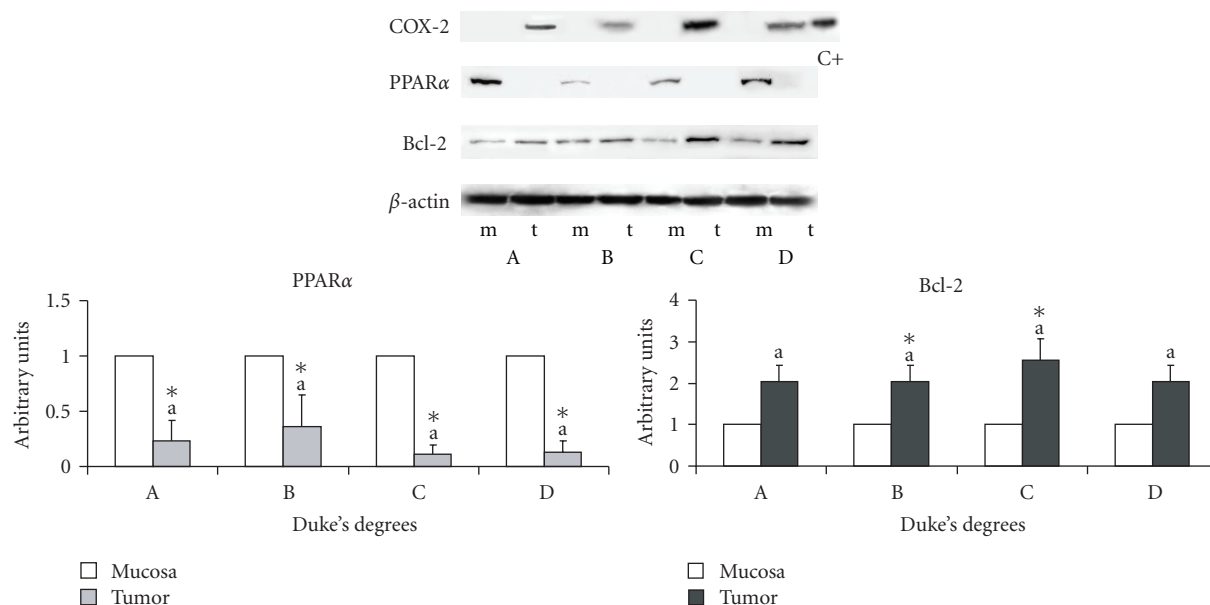 COX-2
C+
PPARα
Bcl-2
β-actin
m t m t m t m t
A B C D
PPARα
1.5
1
0.5
0
Arbitrary units
* a * a * a * a
A B C D
Duke's degrees
Mucosa
Tumor
Bcl-2
6
4
2
1
0
Arbitrary units
a * a * a a
A B C D
Duke's degrees
Mucosa
Tumor